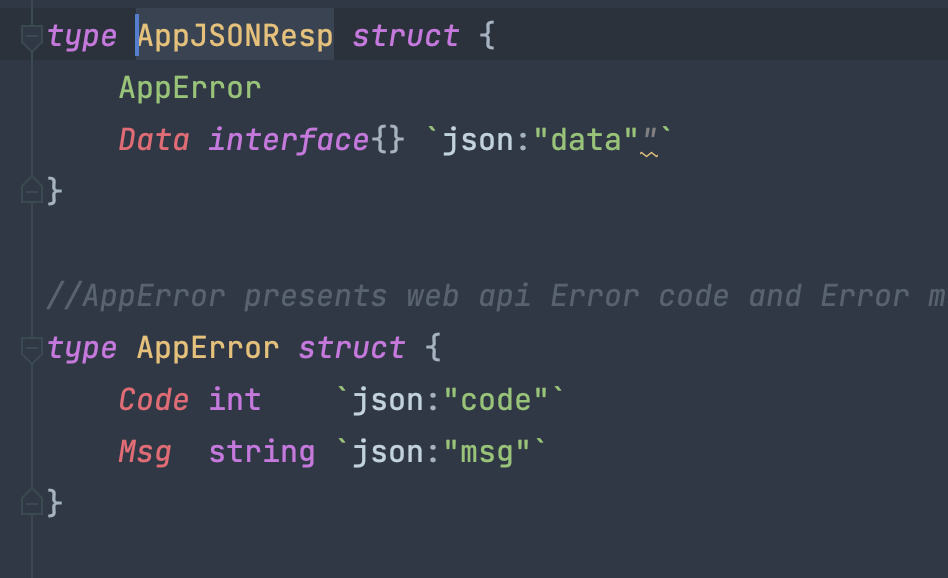 type AppJSONResp struct {
    AppError
    Data interface{} `json:"data""`
}

//AppError presents web api Error code and Error m
type AppError struct {
    Code int    `json:"code"`
    Msg  string `json:"msg"`
}